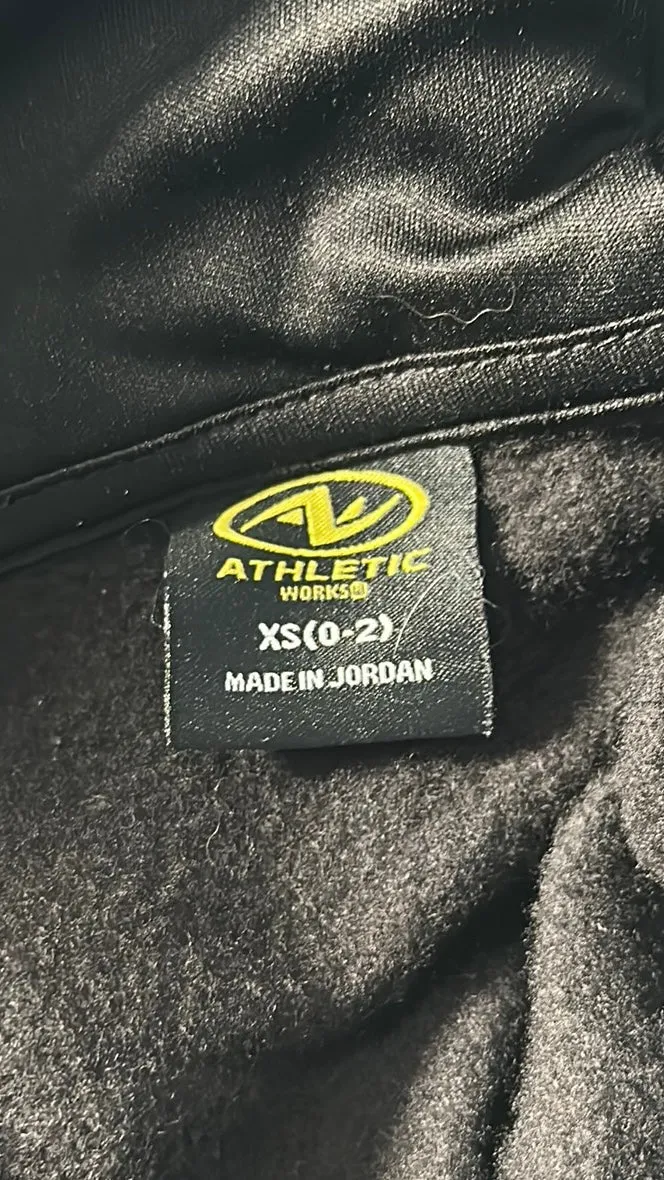 ATHLETIC
WORKS®
XS(0-2)
MADE IN JORDAN